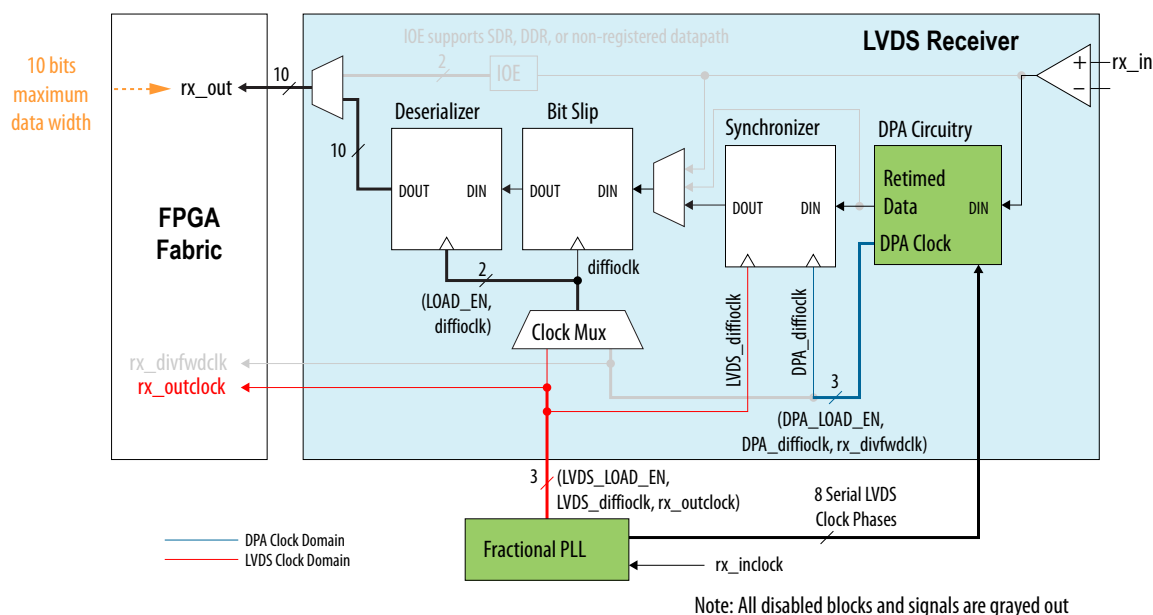 IOE supports SDR, DDR, or non-registered datapath
LVDS Receiver
10 bits
maximum
data width
rx_out
10
2
IOE
+
−
rx_in
Deserializer
Bit Slip
Synchronizer
DPA Circuitry
10
DOUT
DIN
DOUT
DIN
DOUT
DIN
Retimed
Data
DIN
DPA Clock
FPGA
Fabric
2
(LOAD_EN,
diffioclk)
diffioclk
LVDS_diffioclk
DPA_diffioclk
Clock Mux
rx_divfwdclk
rx_outclock
3
(DPA_LOAD_EN,
DPA_diffioclk, rx_divfwdclk)
3
(LVDS_LOAD_EN,
LVDS_diffioclk, rx_outclock)
8 Serial LVDS
Clock Phases
DPA Clock Domain
LVDS Clock Domain
Fractional PLL
rx_inclock
Note: All disabled blocks and signals are grayed out